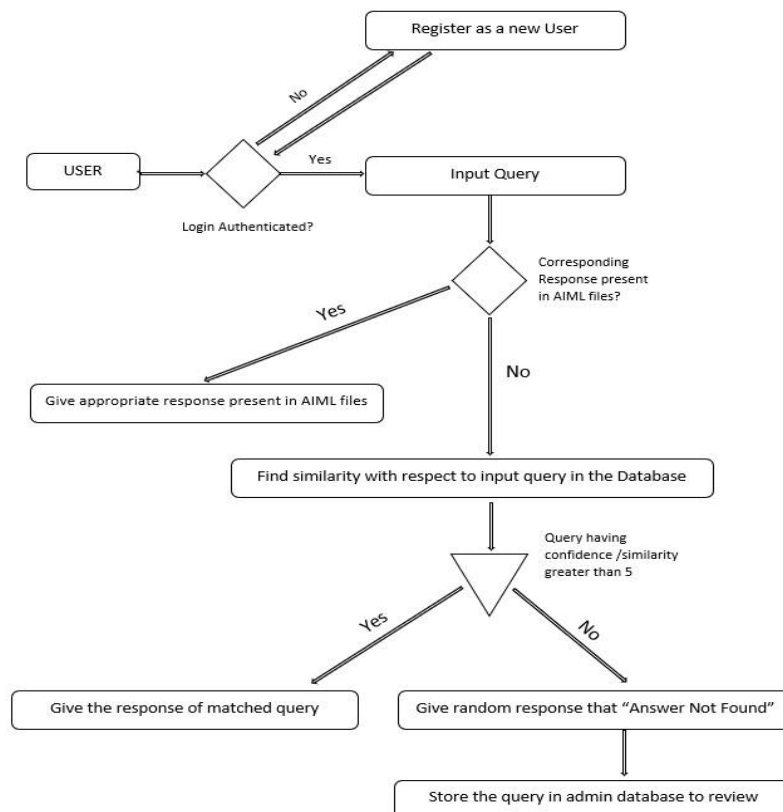 Register as a new User
No
USER
Yes
Input Query
Login Authenticated?
Corresponding
Response present
in AIML files?
Yes
No
Give appropriate response present in AIML files
Find similarity with respect to input query in the Database
Query having
confidence /similarity
greater than 5
Yes
No
Give the response of matched query
Give random response that “Answer Not Found”
Store the query in admin database to review